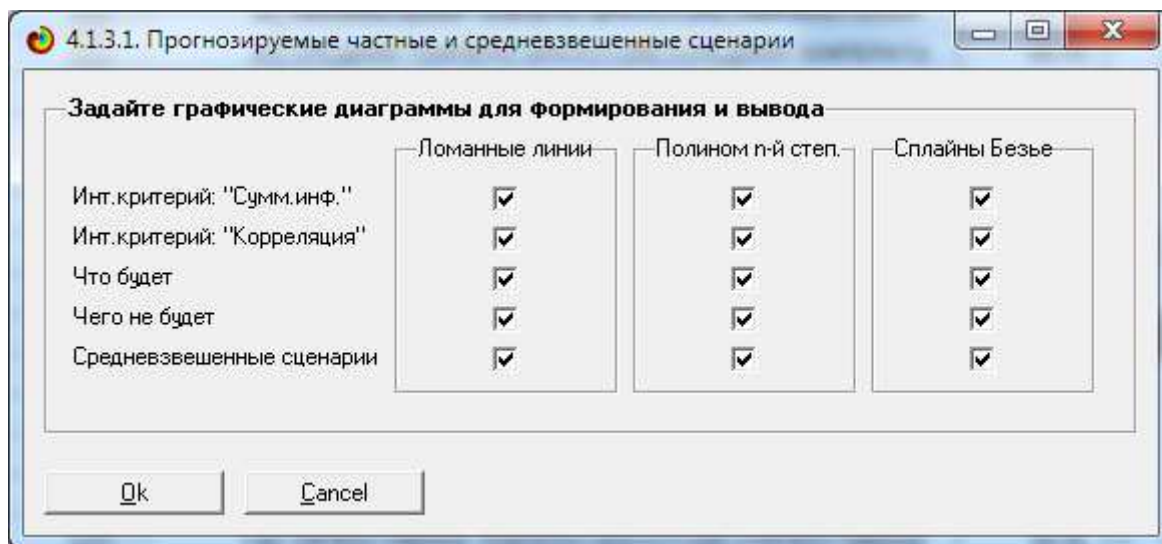 4.1.3.1. Прогнозируемые частные и средневзвешенные сценарии
Задайте графические диаграммы для формирования и вывода
Ломанные линии Полином n-й степ. Сплайны Безье
Инт.критерий: "Сумм.инф."
Инт.критерий: "Корреляция"
Что будет
Чего не будет
Средневзвешенные сценарии
Ok Cancel